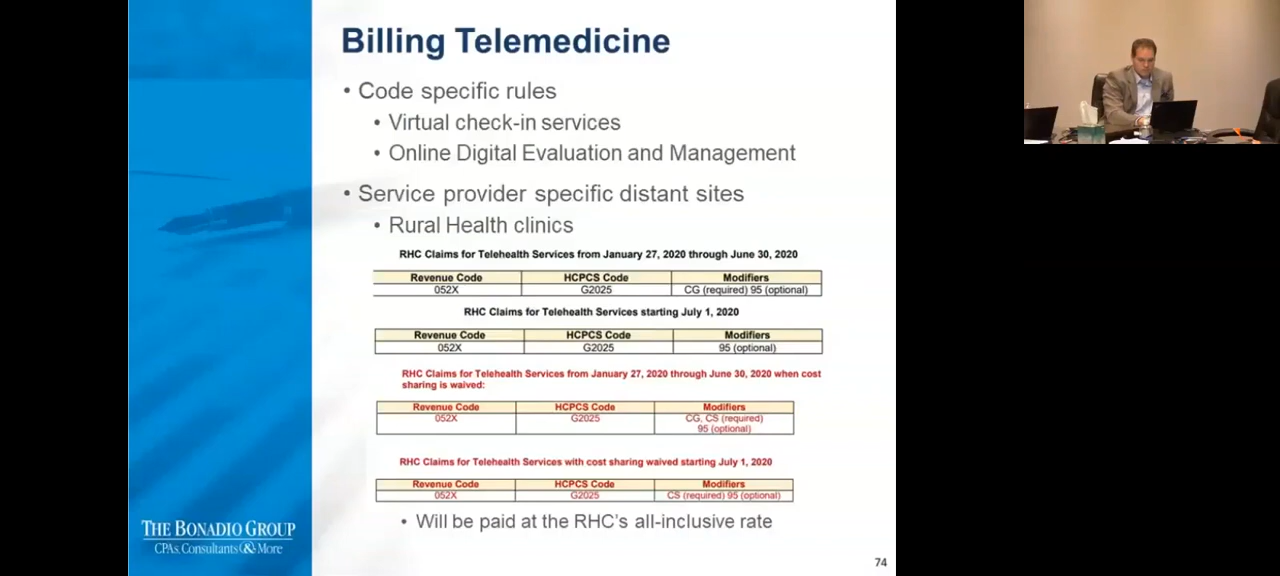 Billing Telemedicine
• Code specific rules
• Virtual check-in services
• Online Digital Evaluation and Management
• Service provider specific distant sites
• Rural Health clinics
RHC Claims for Telehealth Services from January 27, 2020 through June 30, 2020
Revenue Code HCPCS Code Modifiers
052X G2025 CG (required) 95 (optional)
RHC Claims for Telehealth Services starting July 1, 2020
Revenue Code HCPCS Code Modifiers
052X G2025 95 (optional)
RHC Claims for Telehealth Services from January 27, 2020 through June 30, 2020 when cost
sharing is waived:
Revenue Code HCPCS Code Modifiers
052X G2025 CG, CS (required)
95 (optional)
RHC Claims for Telehealth Services with cost sharing waived starting July 1, 2020
Revenue Code HCPCS Code Modifiers
052X G2025 CS (required) 95 (optional)
• Will be paid at the RHC's all-inclusive rate
THE BONADIO GROUP
CPAs, Consultants & More
74